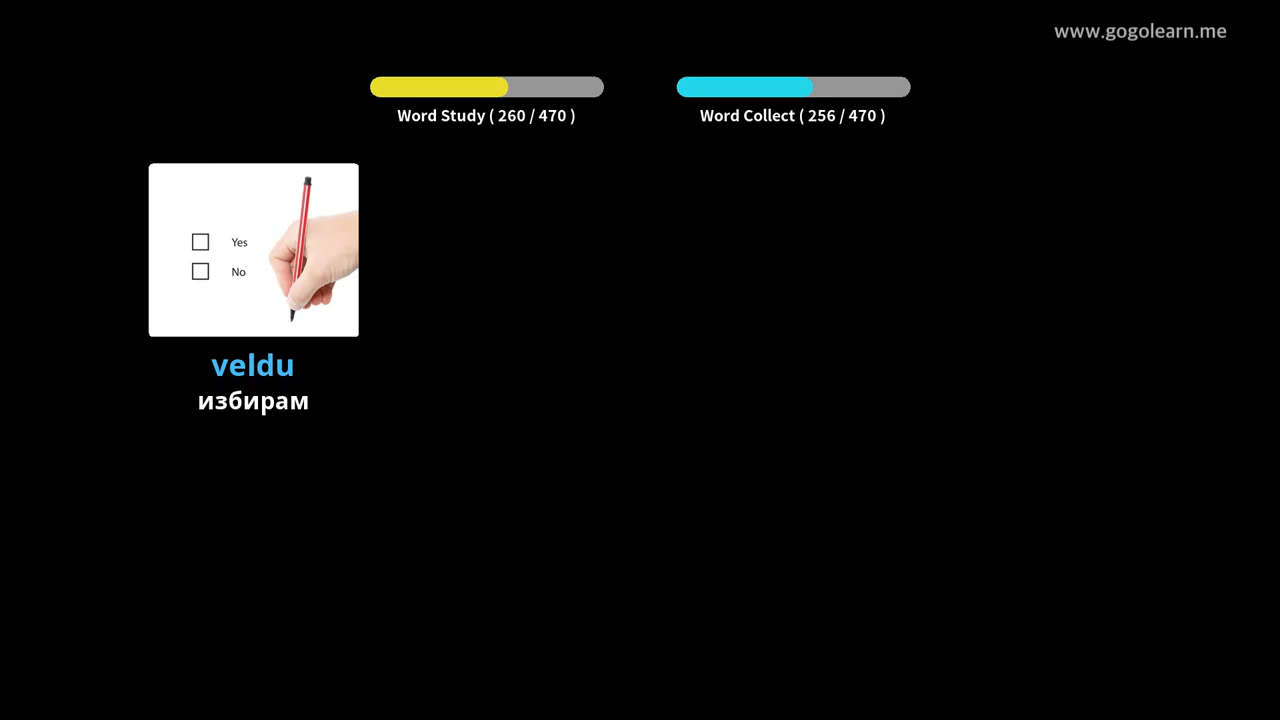 www.gogolearn.me
Word Study ( 260 / 470 )
Word Collect ( 256 / 470 )
Yes
No
veldu
избирам